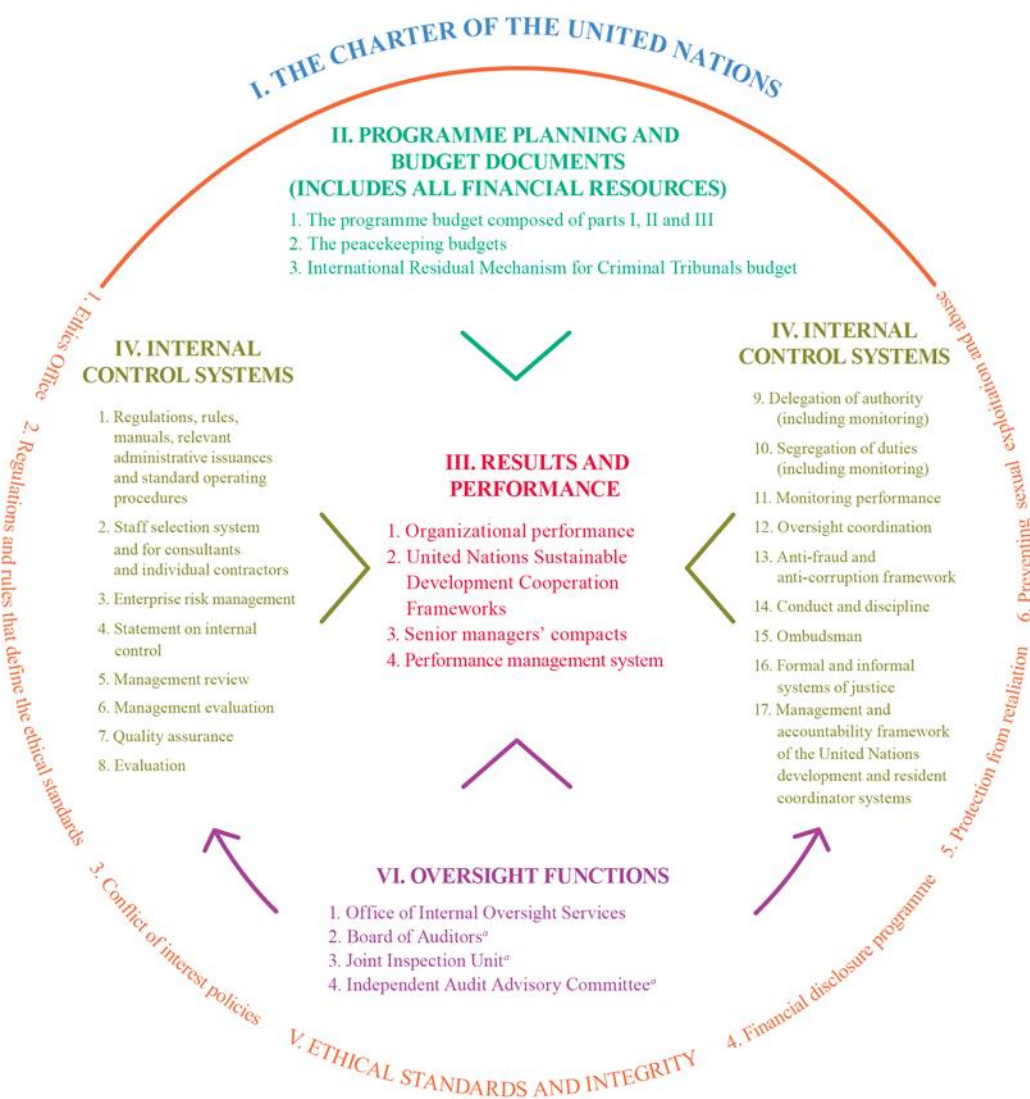 I. THE CHARTER OF THE UNITED NATIONS
II. PROGRAMME PLANNING AND
BUDGET DOCUMENTS
(INCLUDES ALL FINANCIAL RESOURCES)
1. The programme budget composed of parts I, II and III
2. The peacekeeping budgets
3. International Residual Mechanism for Criminal Tribunals budget
IV. INTERNAL
CONTROL SYSTEMS
1. Regulations, rules,
manuals, relevant
administrative issuances
and standard operating
procedures
2. Staff selection system
and for consultants
and individual contractors
3. Enterprise risk management
4. Statement on internal
control
5. Management review
6. Management evaluation
7. Quality assurance
8. Evaluation
III. RESULTS AND
PERFORMANCE
1. Organizational performance
2. United Nations Sustainable
Development Cooperation
Frameworks
3. Senior managers’ compacts
4. Performance management system
IV. INTERNAL
CONTROL SYSTEMS
9. Delegation of authority
(including monitoring)
10. Segregation of duties
(including monitoring)
11. Monitoring performance
12. Oversight coordination
13. Anti-fraud and
anti-corruption framework
14. Conduct and discipline
15. Ombudsman
16. Formal and informal
systems of justice
17. Management and
accountability framework
of the United Nations
development and resident
coordinator systems
VI. OVERSIGHT FUNCTIONS
1. Office of Internal Oversight Services
2. Board of Auditorsᵃ
3. Joint Inspection Unitᵃ
4. Independent Audit Advisory Committeeᵃ
V. ETHICAL STANDARDS AND INTEGRITY
1. Ethics Office
2. Regulations and rules that define the ethical standards
3. Conflict of interest policies
4. Financial disclosure programme
5. Protection from retaliation
6. Preventing sexual exploitation and abuse